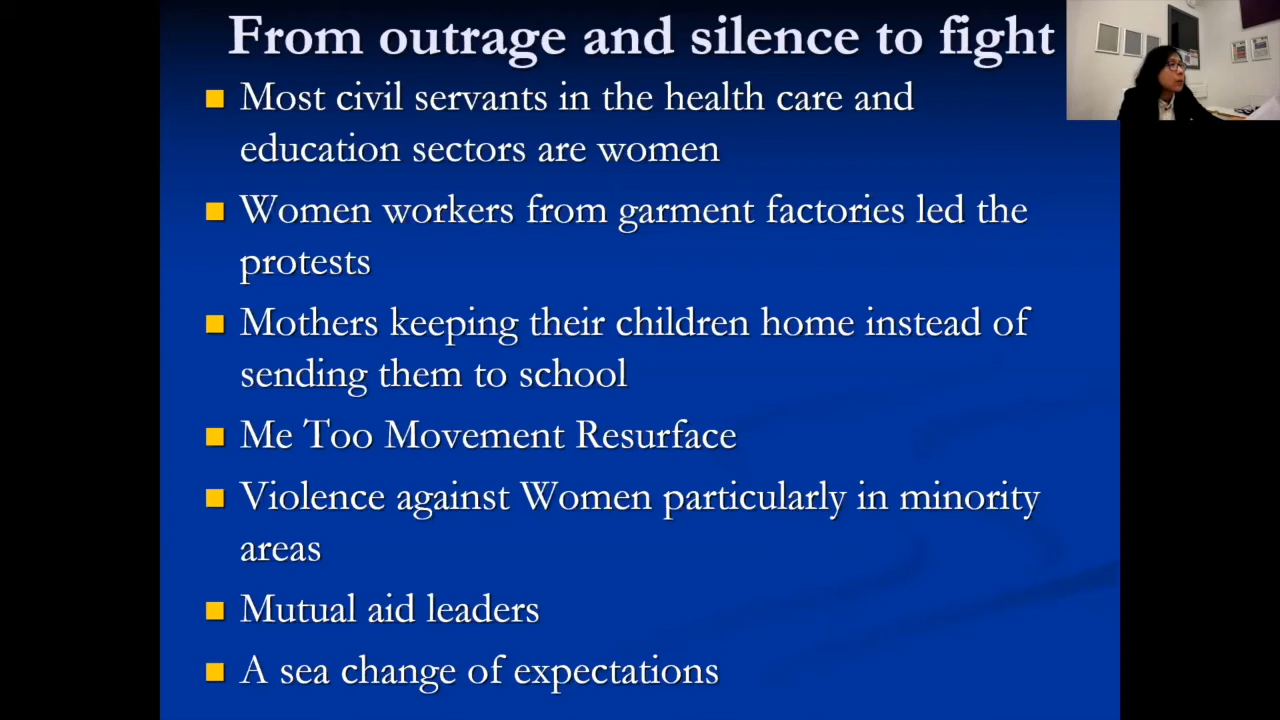 From outrage and silence to fight
Most civil servants in the health care and
education sectors are women
Women workers from garment factories led the
protests
Mothers keeping their children home instead of
sending them to school
Me Too Movement Resurface
Violence against Women particularly in minority
areas
Mutual aid leaders
A sea change of expectations